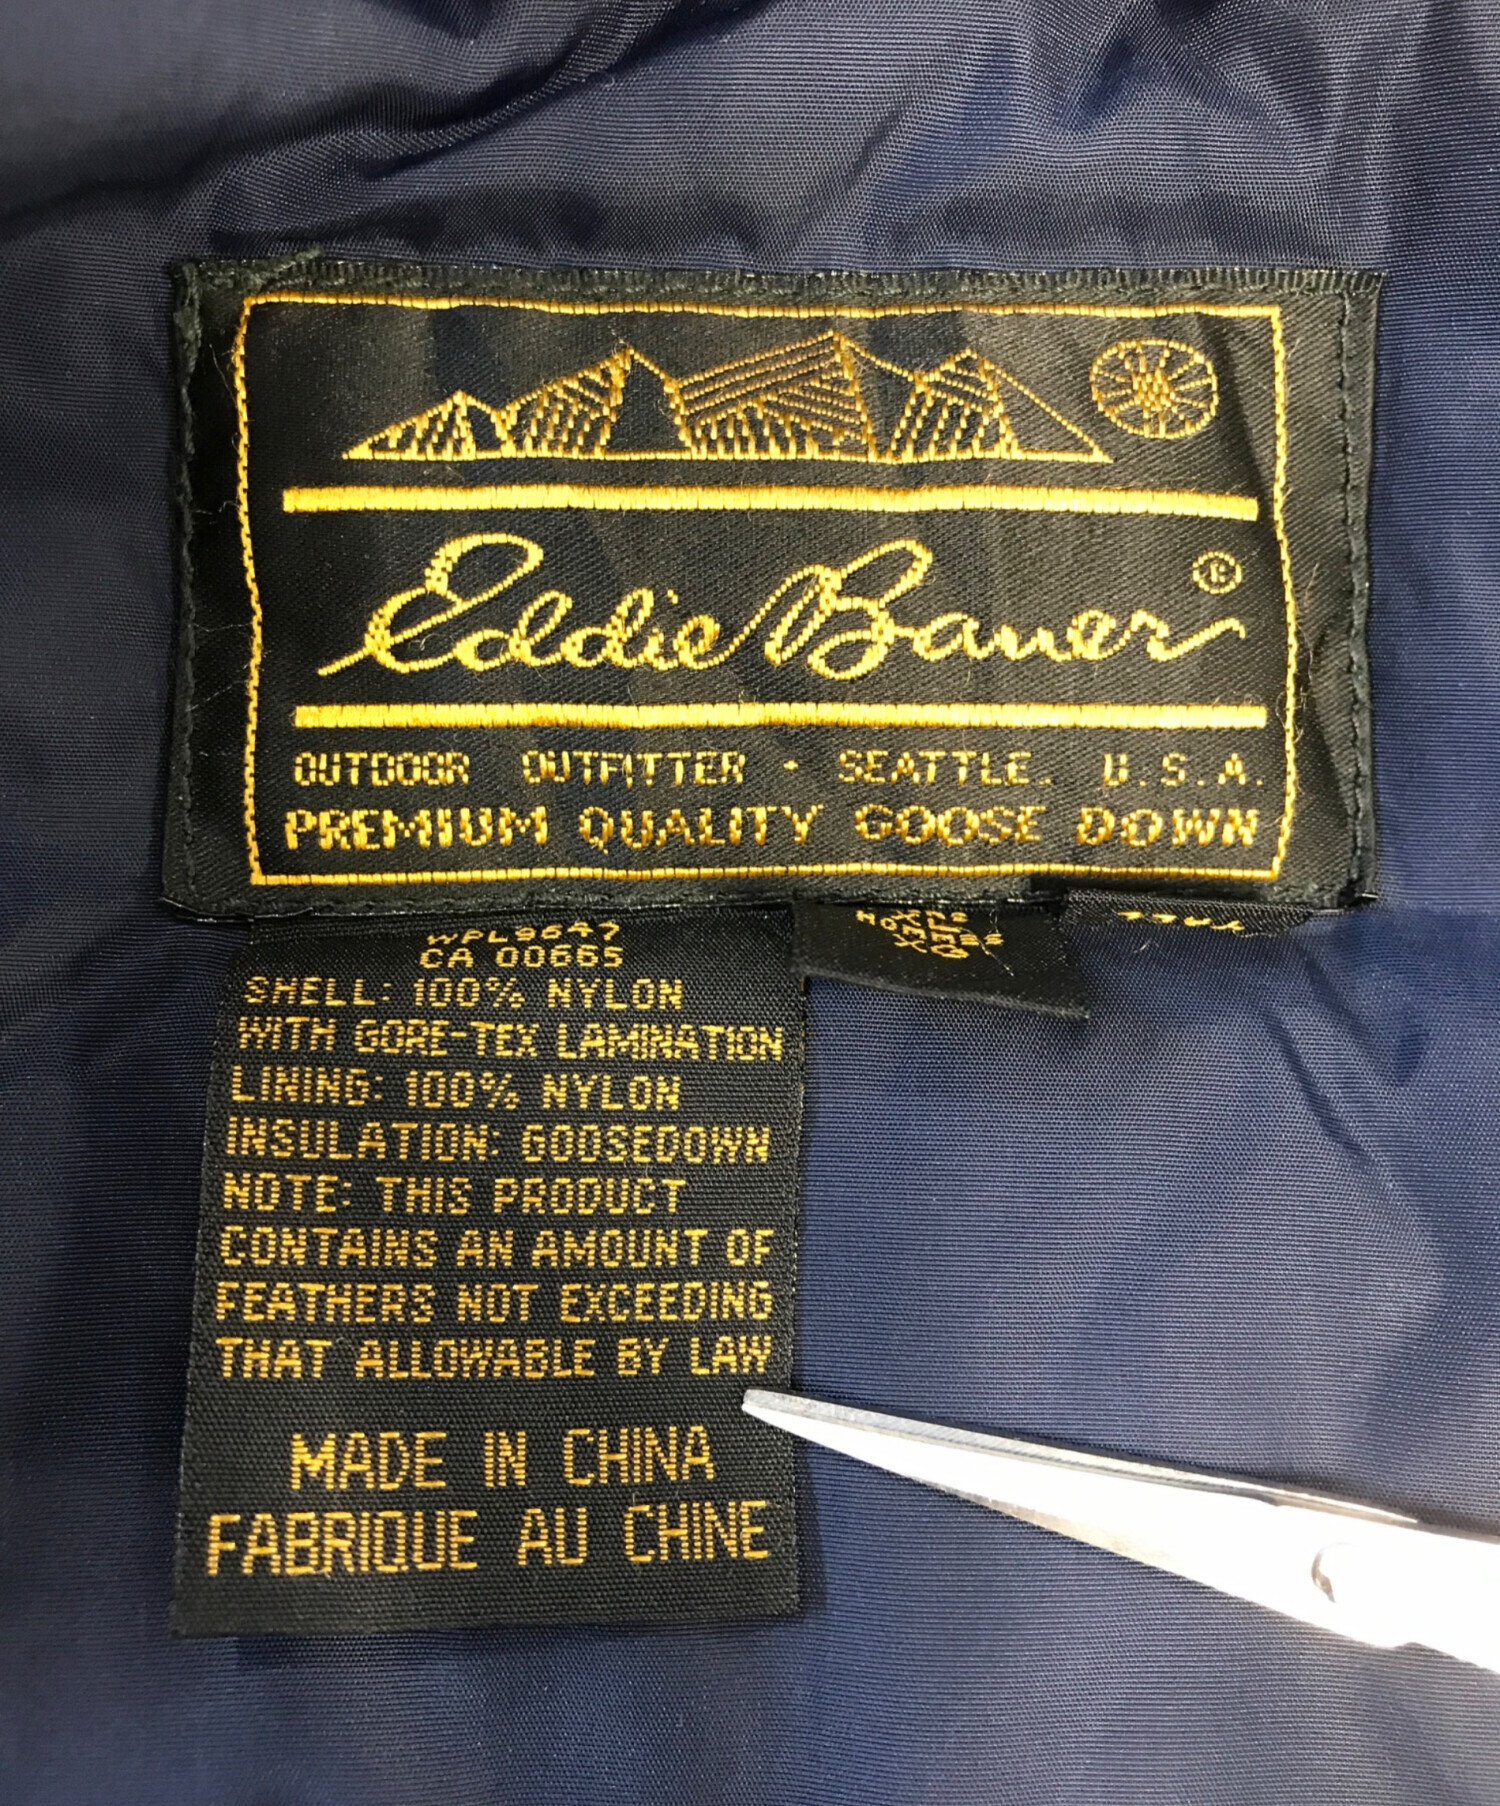 Eddie Bauer ®
OUTDOOR OUTFITTER · SEATTLE, U.S.A.
PREMIUM QUALITY GOOSE DOWN
WPL9647
CA 00665
SHELL: 100% NYLON
WITH GORE-TEX LAMINATION
LINING: 100% NYLON
INSULATION: GOOSEDOWN
NOTE: THIS PRODUCT
CONTAINS AN AMOUNT OF
FEATHERS NOT EXCEEDING
THAT ALLOWABLE BY LAW
MADE IN CHINA
FABRIQUE AU CHINE